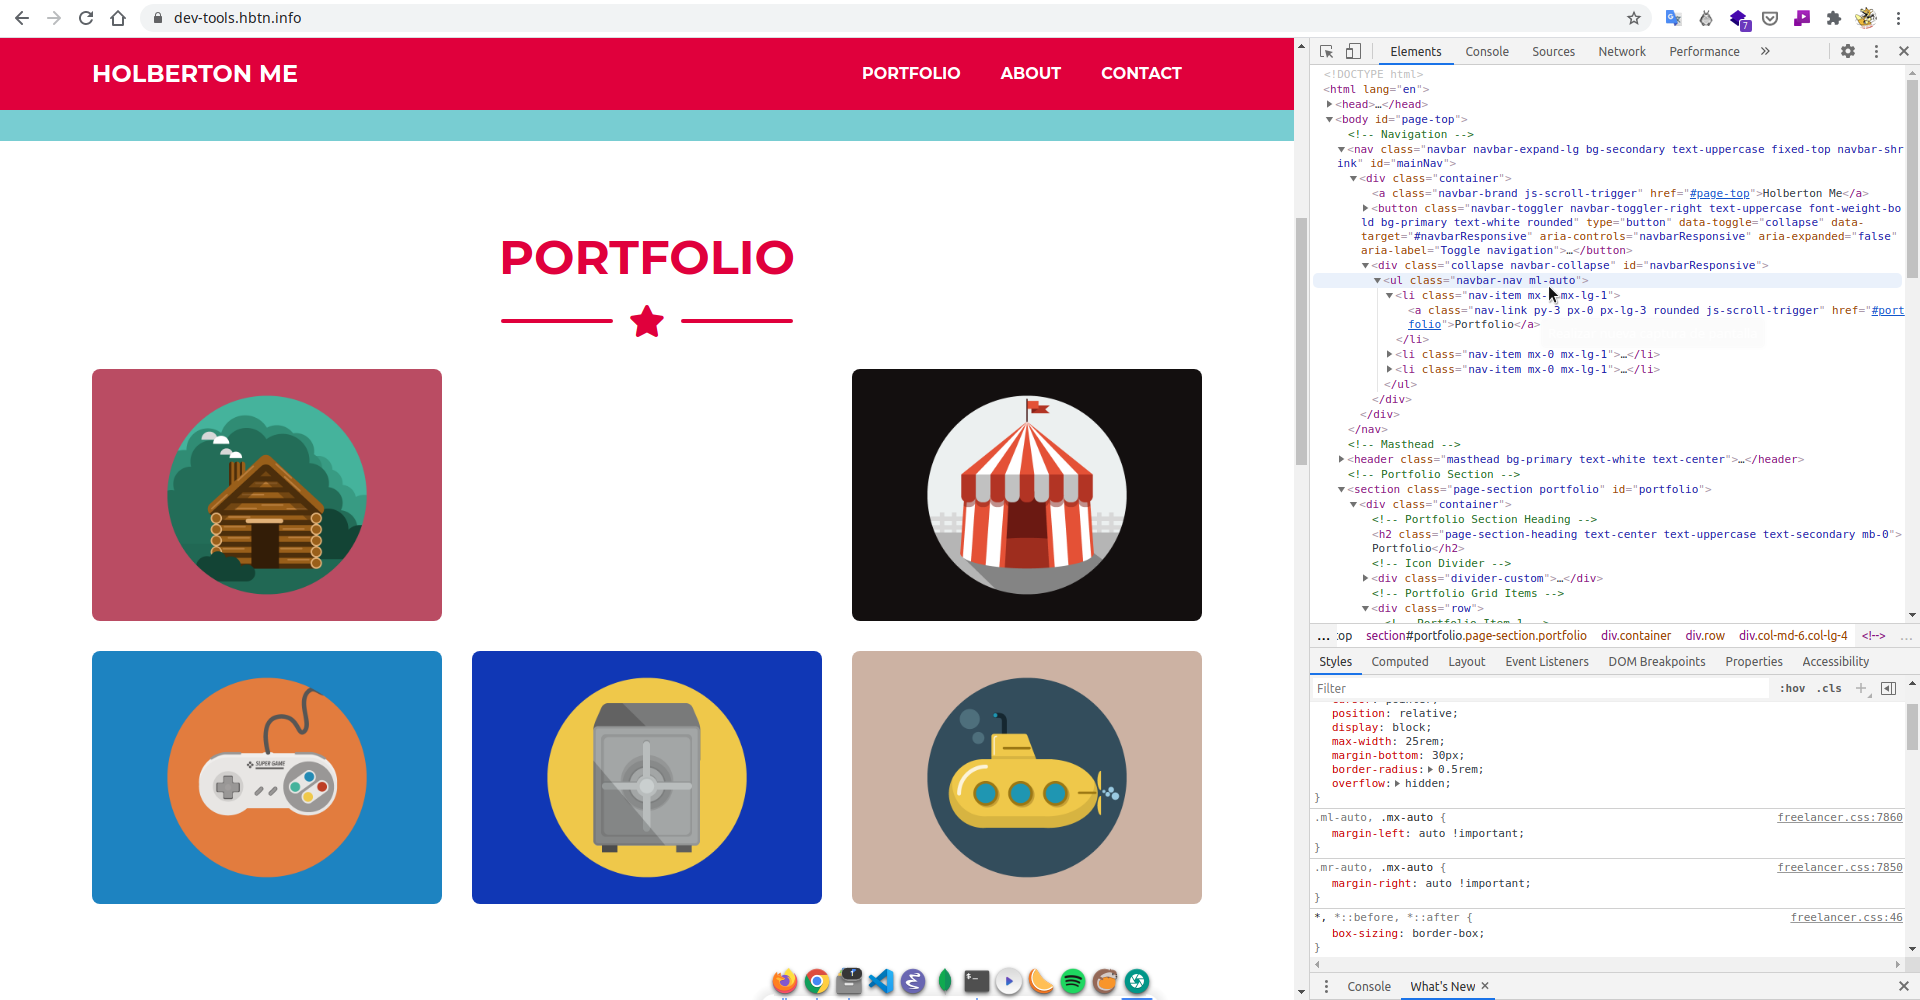 dev-tools.hbtn.info
7
HOLBERTON ME
PORTFOLIO ABOUT CONTACT
PORTFOLIO
SUPER GAME
Elements Console Sources Network Performance »
<!DOCTYPE html>
<html lang="en">
<head>…</head>
<body id="page-top">
<!-- Navigation -->
<nav class="navbar navbar-expand-lg bg-secondary text-uppercase fixed-top navbar-shr
ink" id="mainNav">
<div class="container">
<a class="navbar-brand js-scroll-trigger" href="#page-top">Holberton Me</a>
<button class="navbar-toggler navbar-toggler-right text-uppercase font-weight-bo
ld bg-primary text-white rounded" type="button" data-toggle="collapse" data-
target="#navbarResponsive" aria-controls="navbarResponsive" aria-expanded="false"
aria-label="Toggle navigation">…</button>
<div class="collapse navbar-collapse" id="navbarResponsive">
<ul class="navbar-nav ml-auto">
<li class="nav-item mx- mx-lg-1">
<a class="nav-link py-3 px-0 px-lg-3 rounded js-scroll-trigger" href="#port
folio">Portfolio</a>
</li>
<li class="nav-item mx-0 mx-lg-1">…</li>
<li class="nav-item mx-0 mx-lg-1">…</li>
</ul>
</div>
</div>
</nav>
<!-- Masthead -->
<header class="masthead bg-primary text-white text-center">…</header>
<!-- Portfolio Section -->
<section class="page-section portfolio" id="portfolio">
<div class="container">
<!-- Portfolio Section Heading -->
<h2 class="page-section-heading text-center text-uppercase text-secondary mb-0">
Portfolio</h2>
<!-- Icon Divider -->
<div class="divider-custom">…</div>
<!-- Portfolio Grid Items -->
<div class="row">
<!-- Portfolio Item 1 -->
... top section#portfolio.page-section.portfolio div.container div.row div.col-md-6.col-lg-4 <!--> ...
Styles Computed Layout Event Listeners DOM Breakpoints Properties Accessibility
Filter :hov .cls +
cursor: pointer;
position: relative;
display: block;
max-width: 25rem;
margin-bottom: 30px;
border-radius: 0.5rem;
overflow: hidden;
}
.ml-auto, .mx-auto { freelancer.css:7860
margin-left: auto !important;
}
.mr-auto, .mx-auto { freelancer.css:7850
margin-right: auto !important;
}
*, *::before, *::after { freelancer.css:46
box-sizing: border-box;
}
Console What's New ×